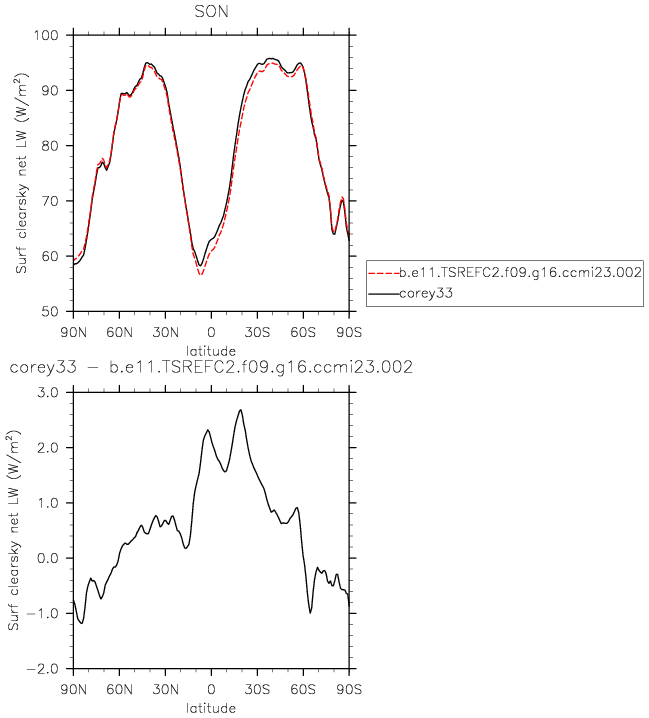 SON
100
90
80
70
60
50
Surf clearsky net LW (W/m²)
90N 60N 30N 0 30S 60S 90S
latitude
b.e11.TSREFC2.f09.g16.ccmi23.002
corey33
corey33 − b.e11.TSREFC2.f09.g16.ccmi23.002
3.0
2.0
1.0
0.0
−1.0
−2.0
Surf clearsky net LW (W/m²)
90N 60N 30N 0 30S 60S 90S
latitude